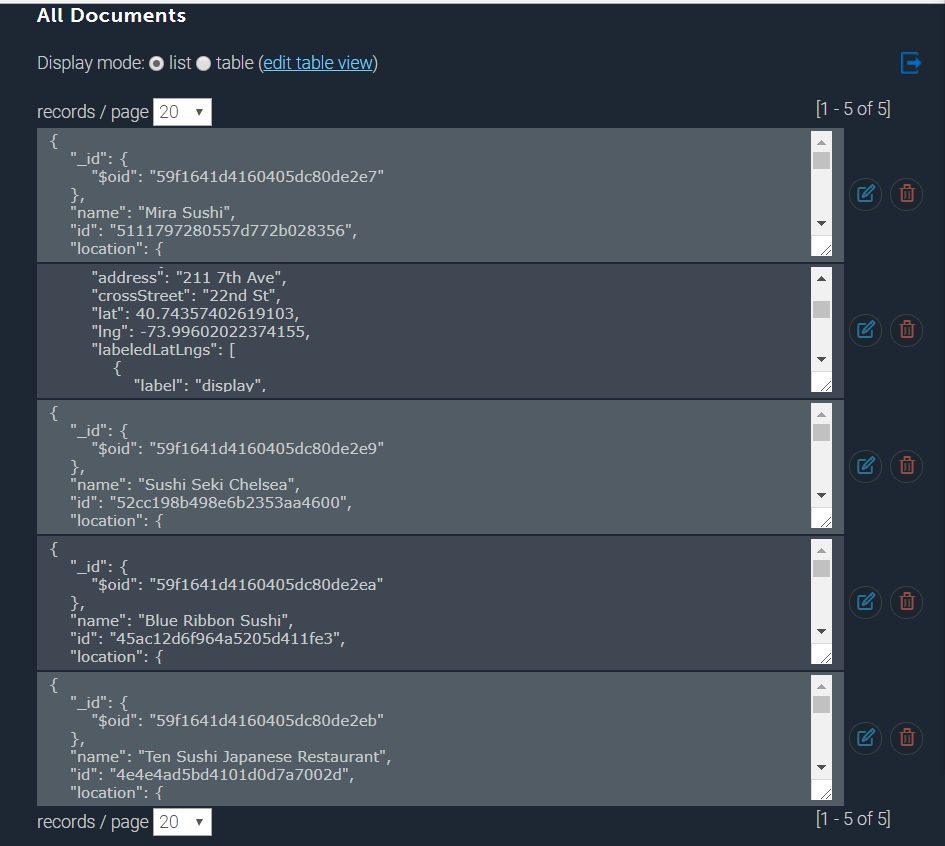 All Documents
Display mode: list table (edit table view)
records / page 20
[1 - 5 of 5]
{
"_id": {
"$oid": "59f1641d4160405dc80de2e7"
},
"name": "Mira Sushi",
"id": "5111797280557d772b028356",
"location": {
"address": "211 7th Ave",
"crossStreet": "22nd St",
"lat": 40.74357402619103,
"lng": -73.99602022374155,
"labeledLatLngs": [
{
"label": "display",
{
"_id": {
"$oid": "59f1641d4160405dc80de2e9"
},
"name": "Sushi Seki Chelsea",
"id": "52cc198b498e6b2353aa4600",
"location": {
{
"_id": {
"$oid": "59f1641d4160405dc80de2ea"
},
"name": "Blue Ribbon Sushi",
"id": "45ac12d6f964a5205d411fe3",
"location": {
{
"_id": {
"$oid": "59f1641d4160405dc80de2eb"
},
"name": "Ten Sushi Japanese Restaurant",
"id": "4e4e4ad5bd4101d0d7a7002d",
"location": {
records / page 20
[1 - 5 of 5]